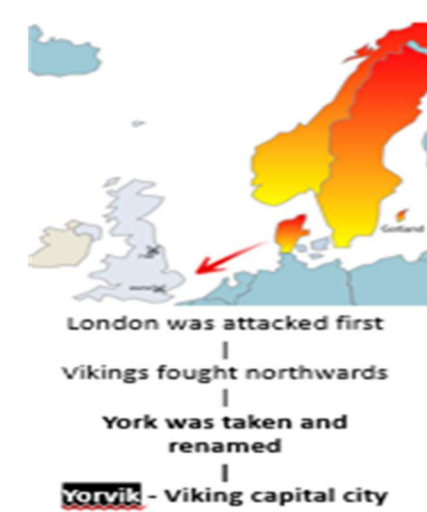 Gotland
London was attacked first
|
Vikings fought northwards
|
York was taken and
renamed
|
Yorvik - Viking capital city